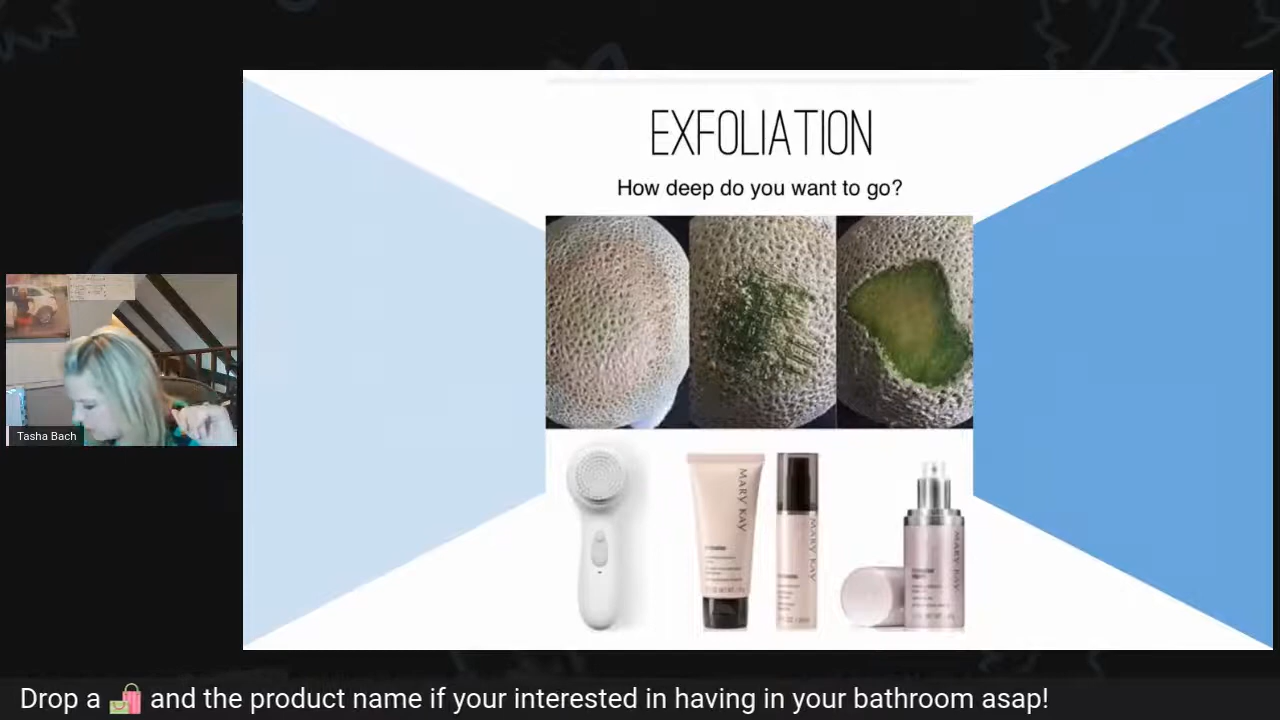 EXFOLIATION
How deep do you want to go?
MARY KAY
MARY KAY
MARY KAY
Tasha Bach
Drop a 🛍️ and the product name if your interested in having in your bathroom asap!